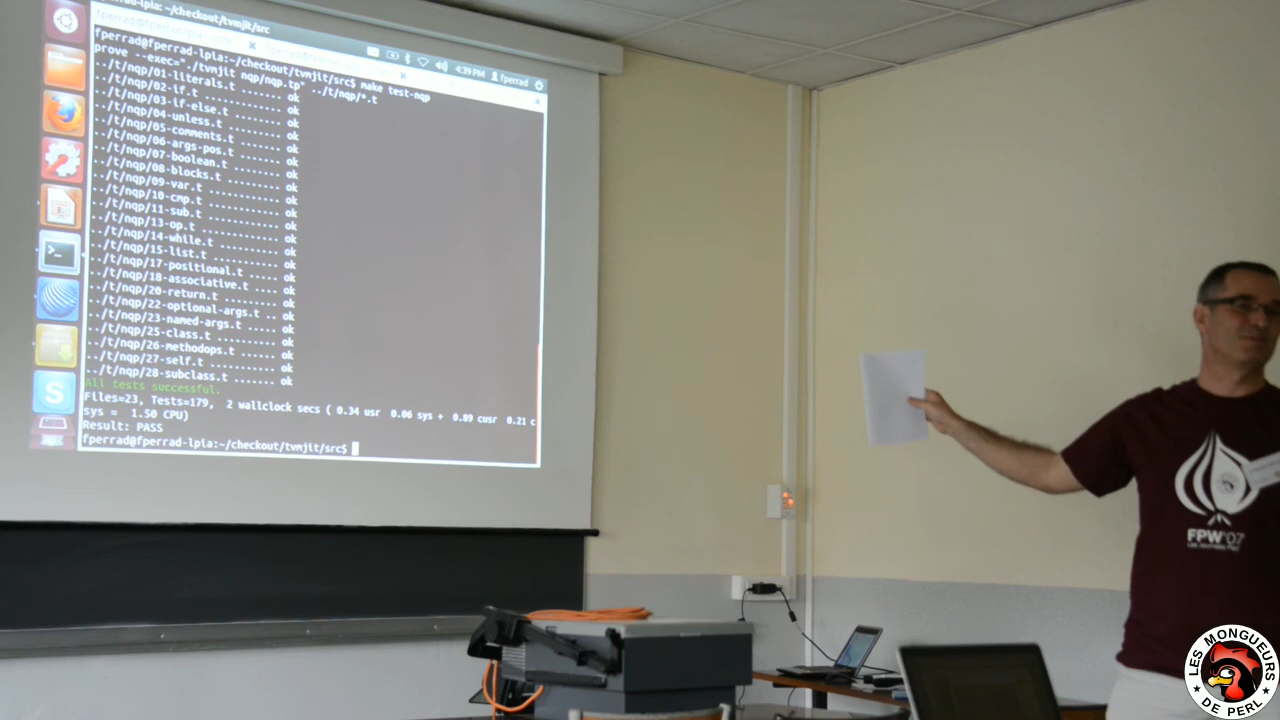 fperrad-lpia: ~/checkout/tvmjit/src
4:39 PM fperrad
fperrad@fperrad-lpia:~/checkout/tvmjit/src$ make test-nqp
prove --exec="./tvmjit nqp/nqp.tp" ../t/nqp/*.t
../t/nqp/01-literals.t ...... ok
../t/nqp/02-if.t ............ ok
../t/nqp/03-if-else.t ....... ok
../t/nqp/04-unless.t ........ ok
../t/nqp/05-comments.t ...... ok
../t/nqp/06-args-pos.t ...... ok
../t/nqp/07-boolean.t ....... ok
../t/nqp/08-blocks.t ........ ok
../t/nqp/09-var.t ........... ok
../t/nqp/10-cmp.t ........... ok
../t/nqp/11-sub.t ........... ok
../t/nqp/13-op.t ............ ok
../t/nqp/14-while.t ......... ok
../t/nqp/15-list.t .......... ok
../t/nqp/17-positional.t .... ok
../t/nqp/18-associative.t ... ok
../t/nqp/20-return.t ........ ok
../t/nqp/22-optional-args.t . ok
../t/nqp/23-named-args.t .... ok
../t/nqp/25-class.t ......... ok
../t/nqp/26-methodops.t ..... ok
../t/nqp/27-self.t .......... ok
../t/nqp/28-subclass.t ...... ok
All tests successful.
Files=23, Tests=179,  2 wallclock secs ( 0.34 usr  0.06 sys +  0.89 cusr  0.21 c
sys =  1.50 CPU)
Result: PASS
fperrad@fperrad-lpia:~/checkout/tvmjit/src$
FPW'07
LES MONGUEURS
DE PERL